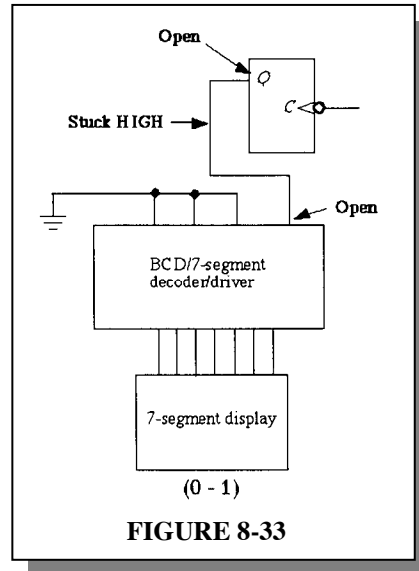 Open
Q
C
Stuck HIGH
Open
BCD/7-segment
decoder/driver
7-segment display
(0 - 1)
FIGURE 8-33